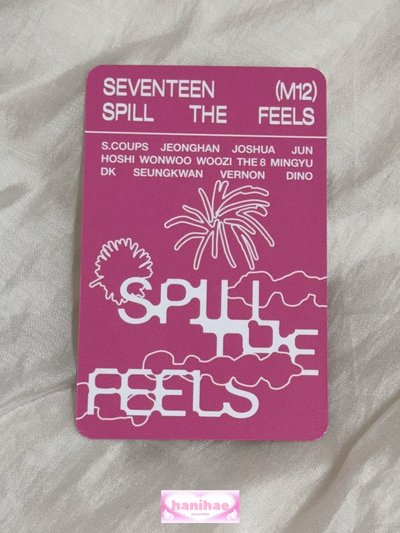 SEVENTEEN (M12)
SPILL THE FEELS
S.COUPS JEONGHAN JOSHUA JUN
HOSHI WONWOO WOOZI THE 8 MINGYU
DK SEUNGKWAN VERNON DINO
SPILL
THE
FEELS
hanihae